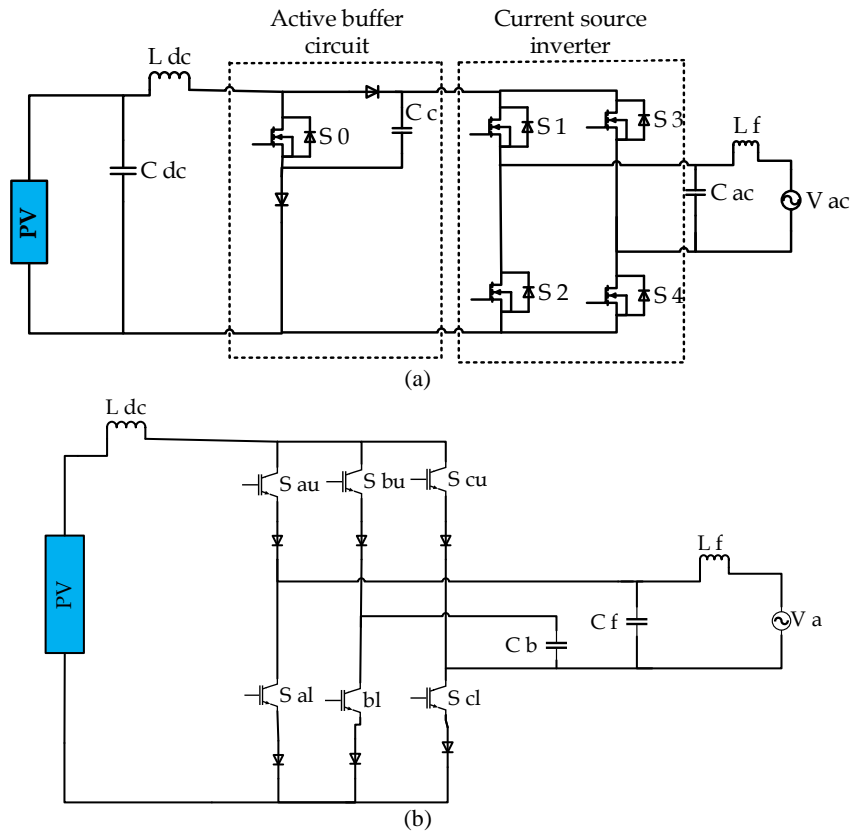 Active buffer
circuit
Current source
inverter
L dc
C c
S 0
S 1
S 3
L f
C dc
C ac
V ac
PV
S 2
S 4
(a)
L dc
S au
S bu
S cu
L f
PV
C b
C f
V a
S al
bl
S cl
(b)